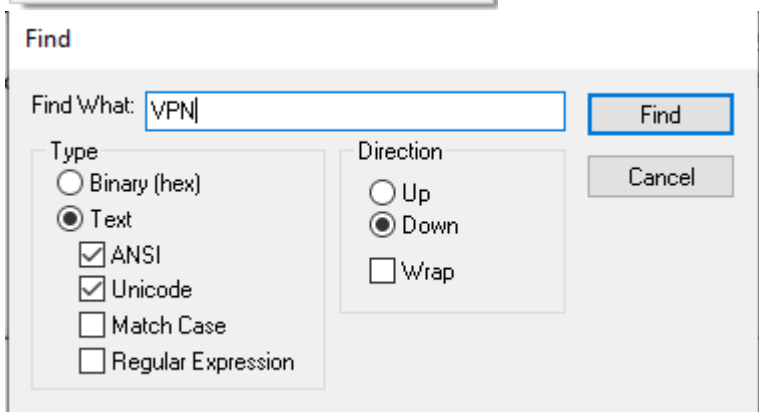 Find
Find What: VPN
Find
Type
Binary (hex)
Text
ANSI
Unicode
Match Case
Regular Expression
Direction
Up
Down
Wrap
Cancel